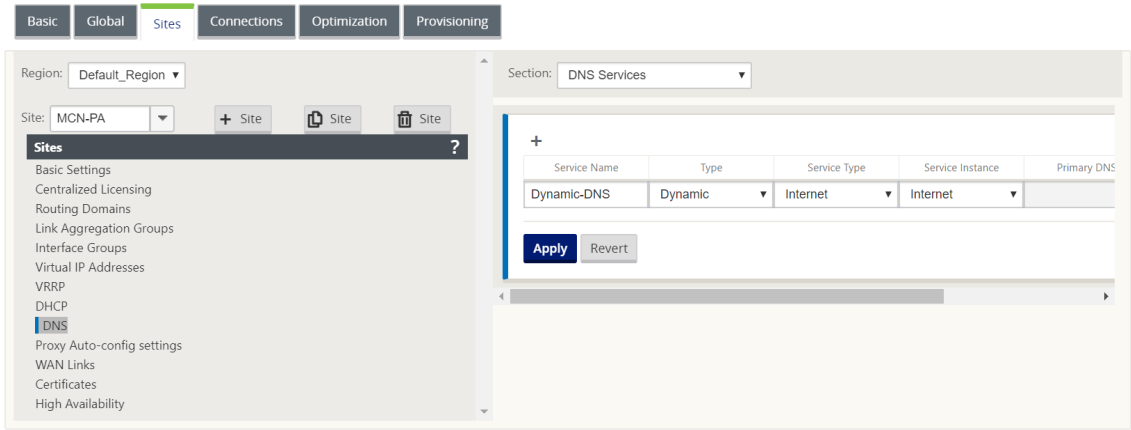 Basic Global Sites Connections Optimization Provisioning
Region: Default_Region
Site: MCN-PA + Site Site Site
Sites ?
Basic Settings
Centralized Licensing
Routing Domains
Link Aggregation Groups
Interface Groups
Virtual IP Addresses
VRRP
DHCP
DNS
Proxy Auto-config settings
WAN Links
Certificates
High Availability
Section: DNS Services
+
Service Name Type Service Type Service Instance Primary DNS
Dynamic-DNS Dynamic Internet Internet
Apply Revert